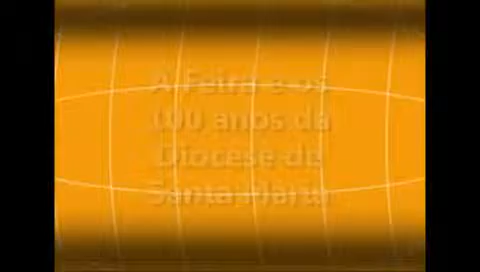 A Feira e os
100 anos da
Diocese de
Santa Maria